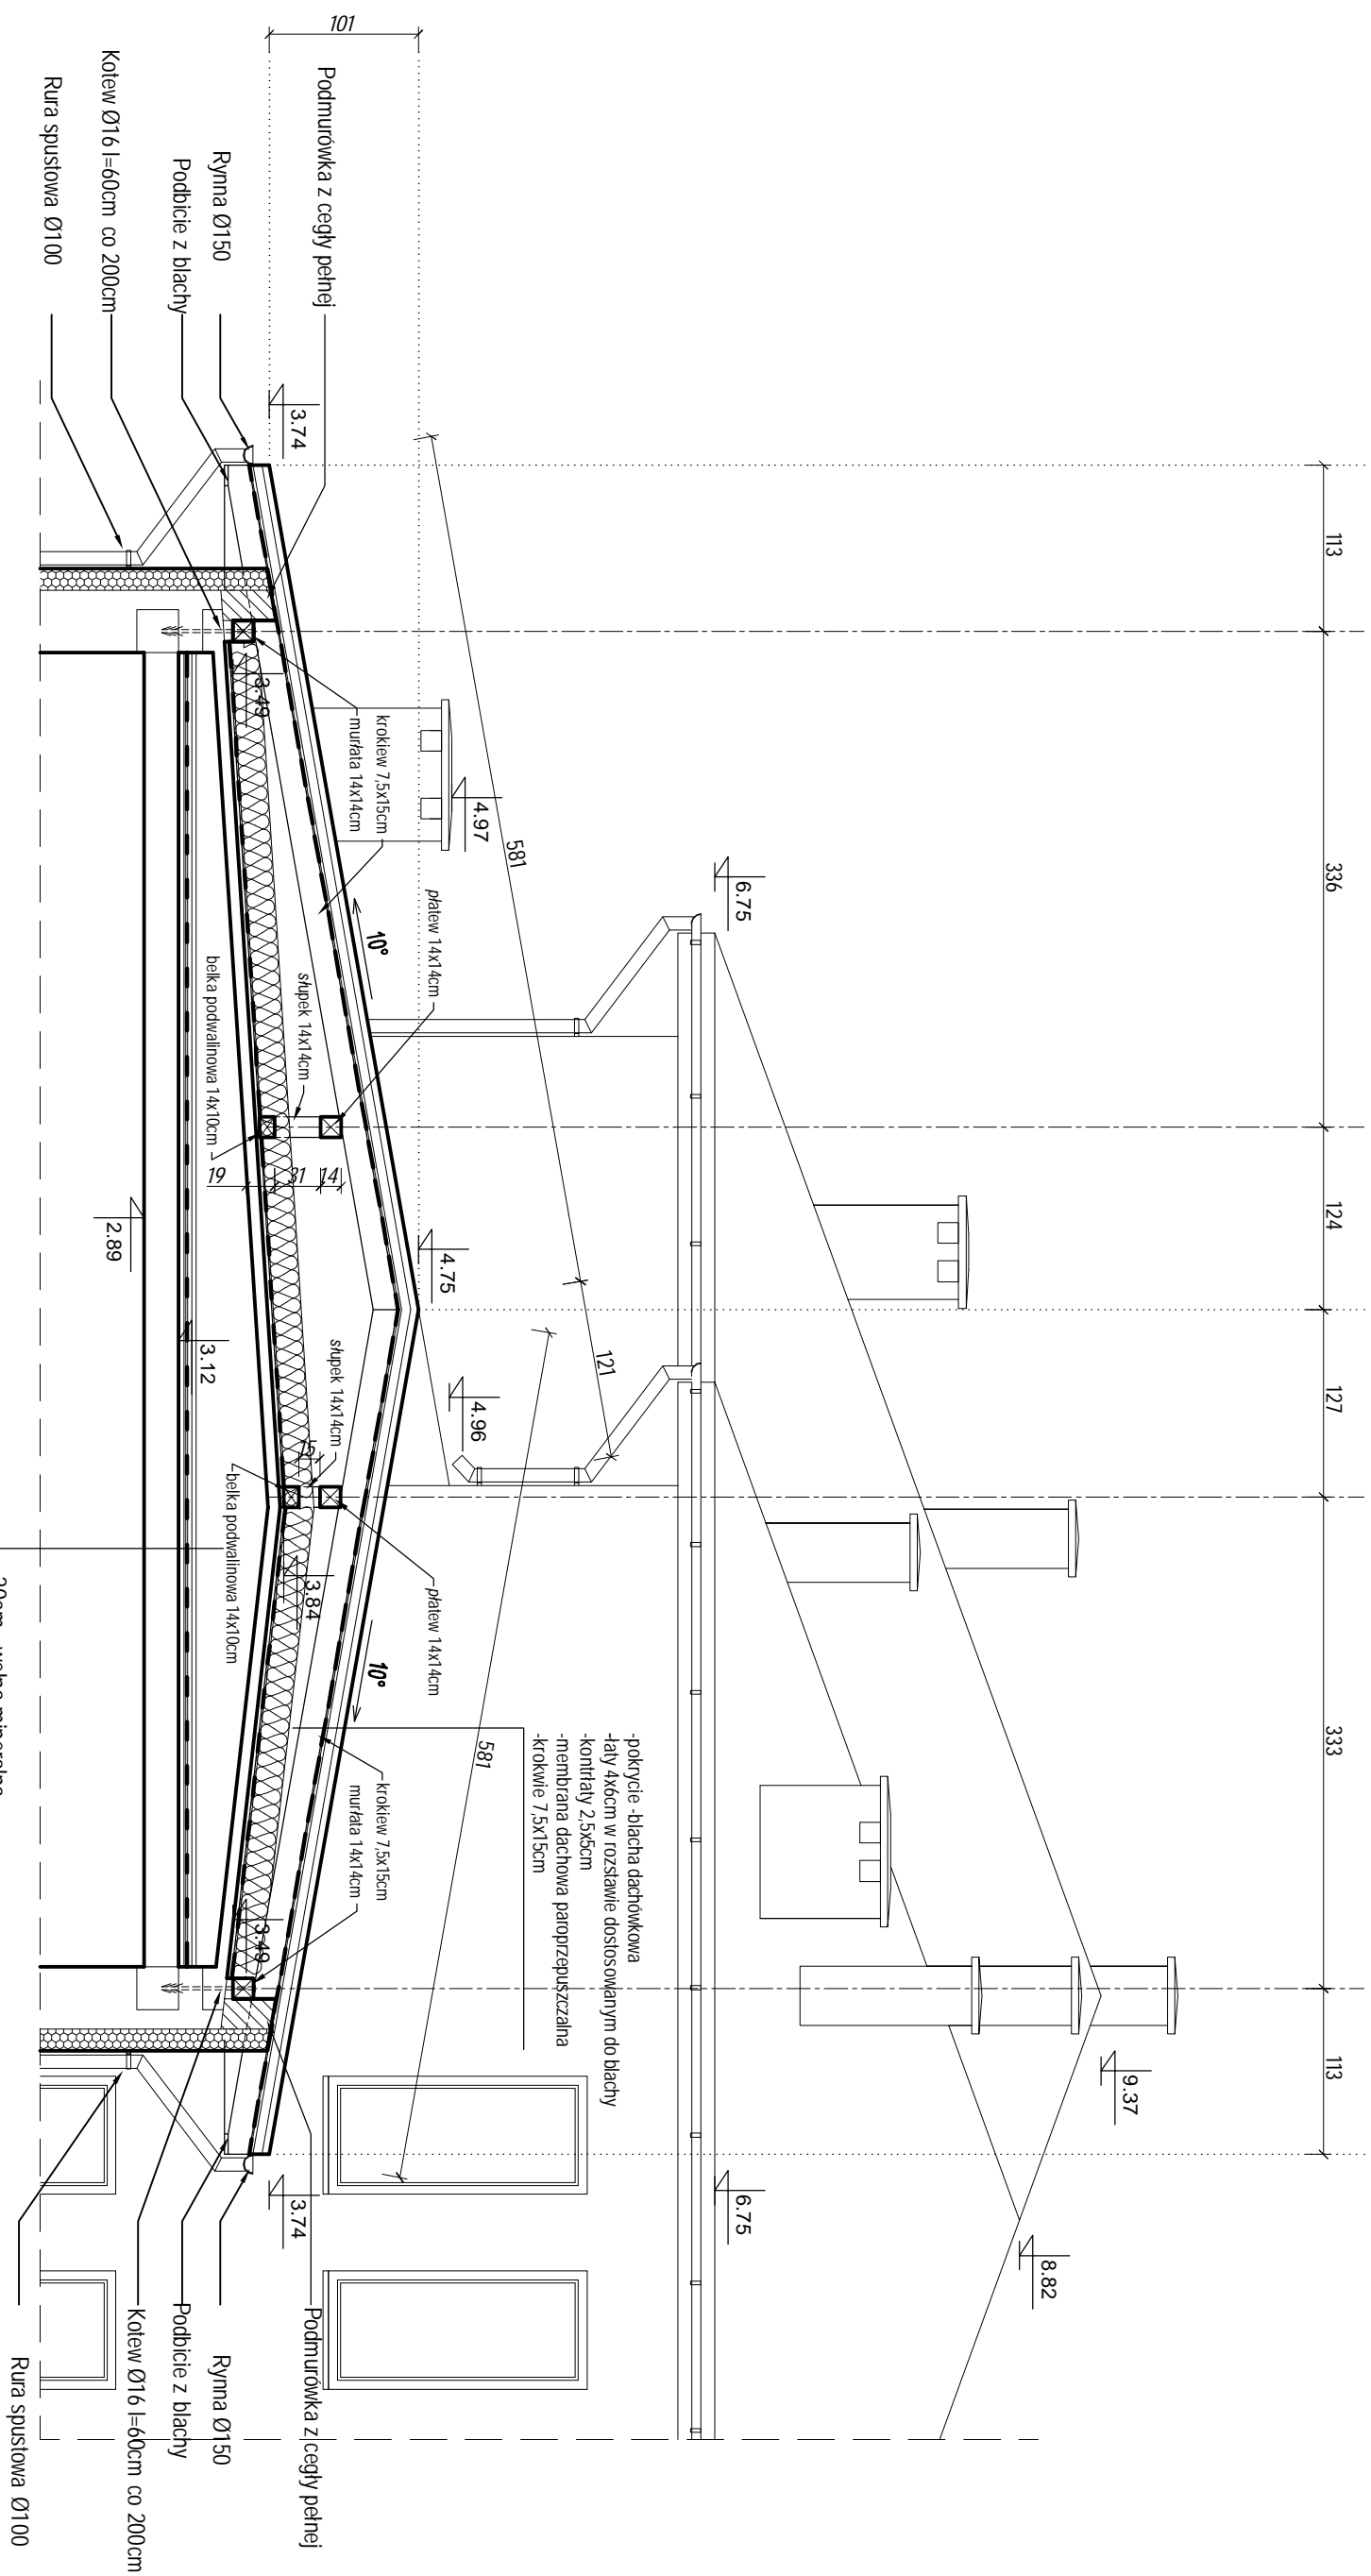 113
336
124
127
333
113
9.37
8.82
6.75
6.75
581
121
581
4.97
4.96
4.75
101
3.74
3.74
-pokrycie -blacha dachówkowa
-łaty 4x6cm w rozstawie dostosowanym do blachy
-kontrłaty 2,5x5cm
-membrana dachowa paroprzepuszczalna
-krokwie 7,5x15cm
Podmurówka z cegły pełnej
Rynna Ø150
Podbicie z blachy
Kotew Ø16 l=60cm co 200cm
Rura spustowa Ø100
krokiew 7,5x15cm
murłata 14x14cm
3.49
10°
płatew 14x14cm
słupek 14x14cm
belka podwalinowa 14x10cm
19
31
14
2.89
3.12
słupek 14x14cm
15
belka podwalinowa 14x10cm
3.84
płatew 14x14cm
10°
krokiew 7,5x15cm
murłata 14x14cm
3.49
Podmurówka z cegły pełnej
Rynna Ø150
Podbicie z blachy
Kotew Ø16 l=60cm co 200cm
Rura spustowa Ø100